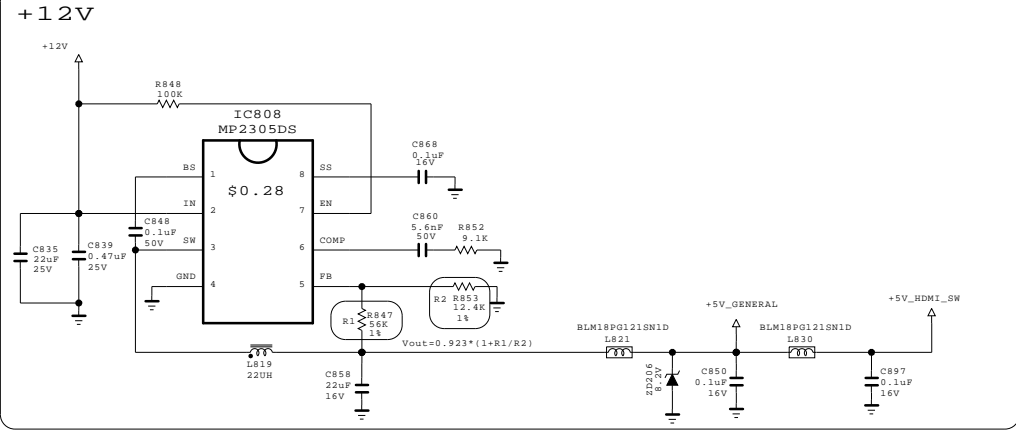 +12V
+12V
R848
100K
IC808
MP2305DS
$0.28
BS
1
IN
2
SW
3
GND
4
8
SS
7
EN
6
COMP
5
FB
C868
0.1uF
16V
C860
5.6nF
50V
R852
9.1K
C848
0.1uF
50V
C835
22uF
25V
C839
0.47uF
25V
R2
R853
12.4K
1%
R1
R847
56K
1%
Vout=0.923*(1+R1/R2)
L819
22UH
C858
22uF
16V
BLM18PG121SN1D
L821
ZD206
8.2V
+5V_GENERAL
C850
0.1uF
16V
BLM18PG121SN1D
L830
+5V_HDMI_SW
C897
0.1uF
16V